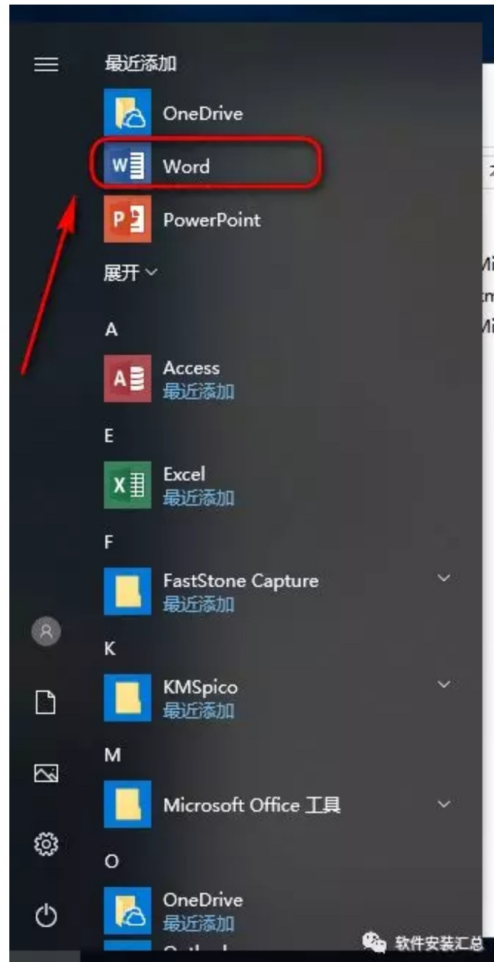 最近添加
OneDrive
Word
PowerPoint
展开
A
Access
最近添加
E
Excel
最近添加
F
FastStone Capture
最近添加
K
KMSpico
最近添加
M
Microsoft Office 工具
O
OneDrive
最近添加
软件安装汇总